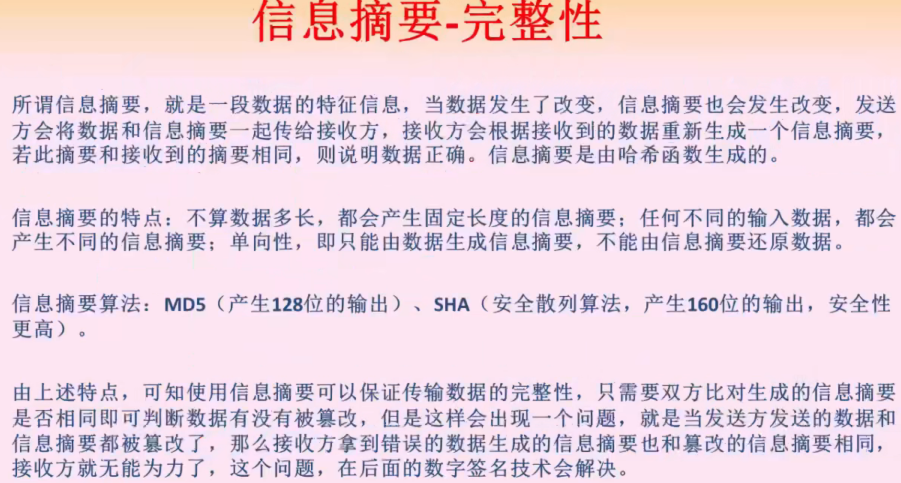 信息摘要-完整性
所谓信息摘要，就是一段数据的特征信息，当数据发生了改变，信息摘要也会发生改变，发送
方会将数据和信息摘要一起传给接收方，接收方会根据接收到的数据重新生成一个信息摘要，
若此摘要和接收到的摘要相同，则说明数据正确。信息摘要是由哈希函数生成的。
信息摘要的特点：不算数据多长，都会产生固定长度的信息摘要；任何不同的输入数据，都会
产生不同的信息摘要；单向性，即只能由数据生成信息摘要，不能由信息摘要还原数据。
信息摘要算法：MD5（产生128位的输出）、SHA（安全散列算法，产生160位的输出，安全性
更高）。
由上述特点，可知使用信息摘要可以保证传输数据的完整性，只需要双方比对生成的信息摘要
是否相同即可判断数据有没有被篡改，但是这样会出现一个问题，就是当发送方发送的数据和
信息摘要都被篡改了，那么接收方拿到错误的数据生成的信息摘要也和篡改的信息摘要相同，
接收方就无能为力了，这个问题，在后面的数字签名技术会解决。